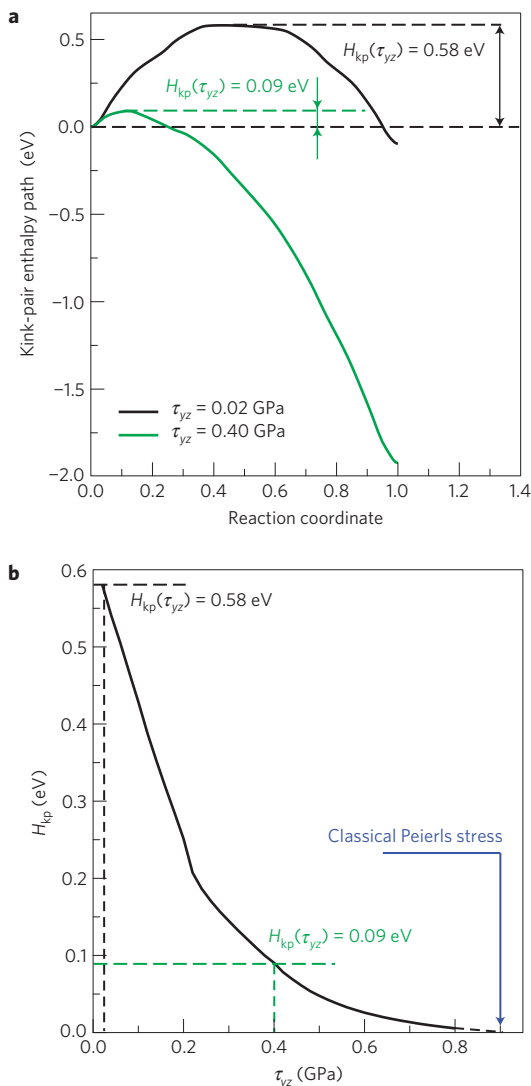 a
0.5
0.0
−0.5
−1.0
−1.5
−2.0
Kink-pair enthalpy path (eV)
H_kp(τ_yz) = 0.58 eV
H_kp(τ_yz) = 0.09 eV
τ_yz = 0.02 GPa
τ_yz = 0.40 GPa
0.0 0.2 0.4 0.6 0.8 1.0 1.2 1.4
Reaction coordinate
b
0.6
0.5
0.4
0.3
0.2
0.1
0.0
H_kp (eV)
H_kp(τ_yz) = 0.58 eV
Classical Peierls stress
H_kp(τ_yz) = 0.09 eV
0.0 0.2 0.4 0.6 0.8
τ_yz (GPa)